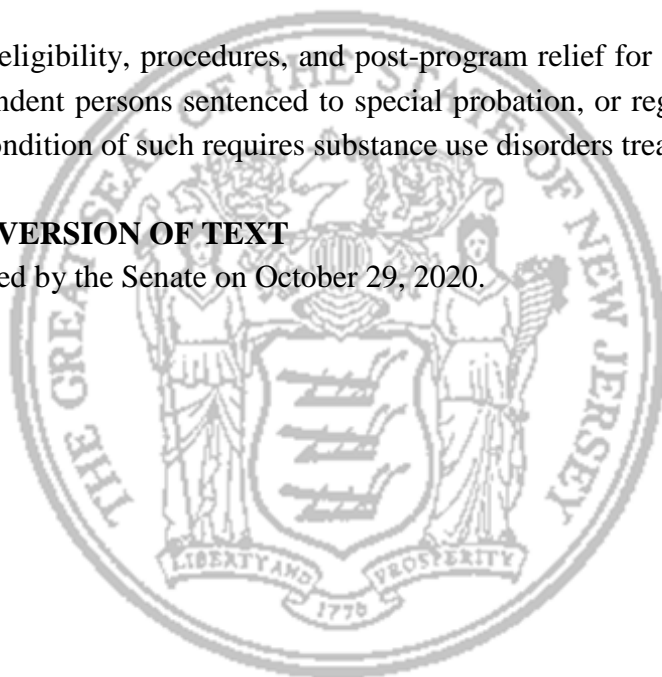 eligibility, procedures, and post-program relief for
ndent persons sentenced to special probation, or reg
ondition of such requires substance use disorders trea
VERSION OF TEXT
ed by the Senate on October 29, 2020.
THE GREAT SEAL OF THE STATE OF NEW JERSEY
LIBERTY AND PROSPERITY
1776